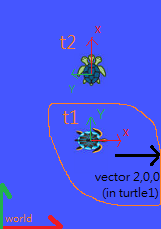 X
t2
Y
t1
Y
X
vector 2,0,0
(in turtle1)
world